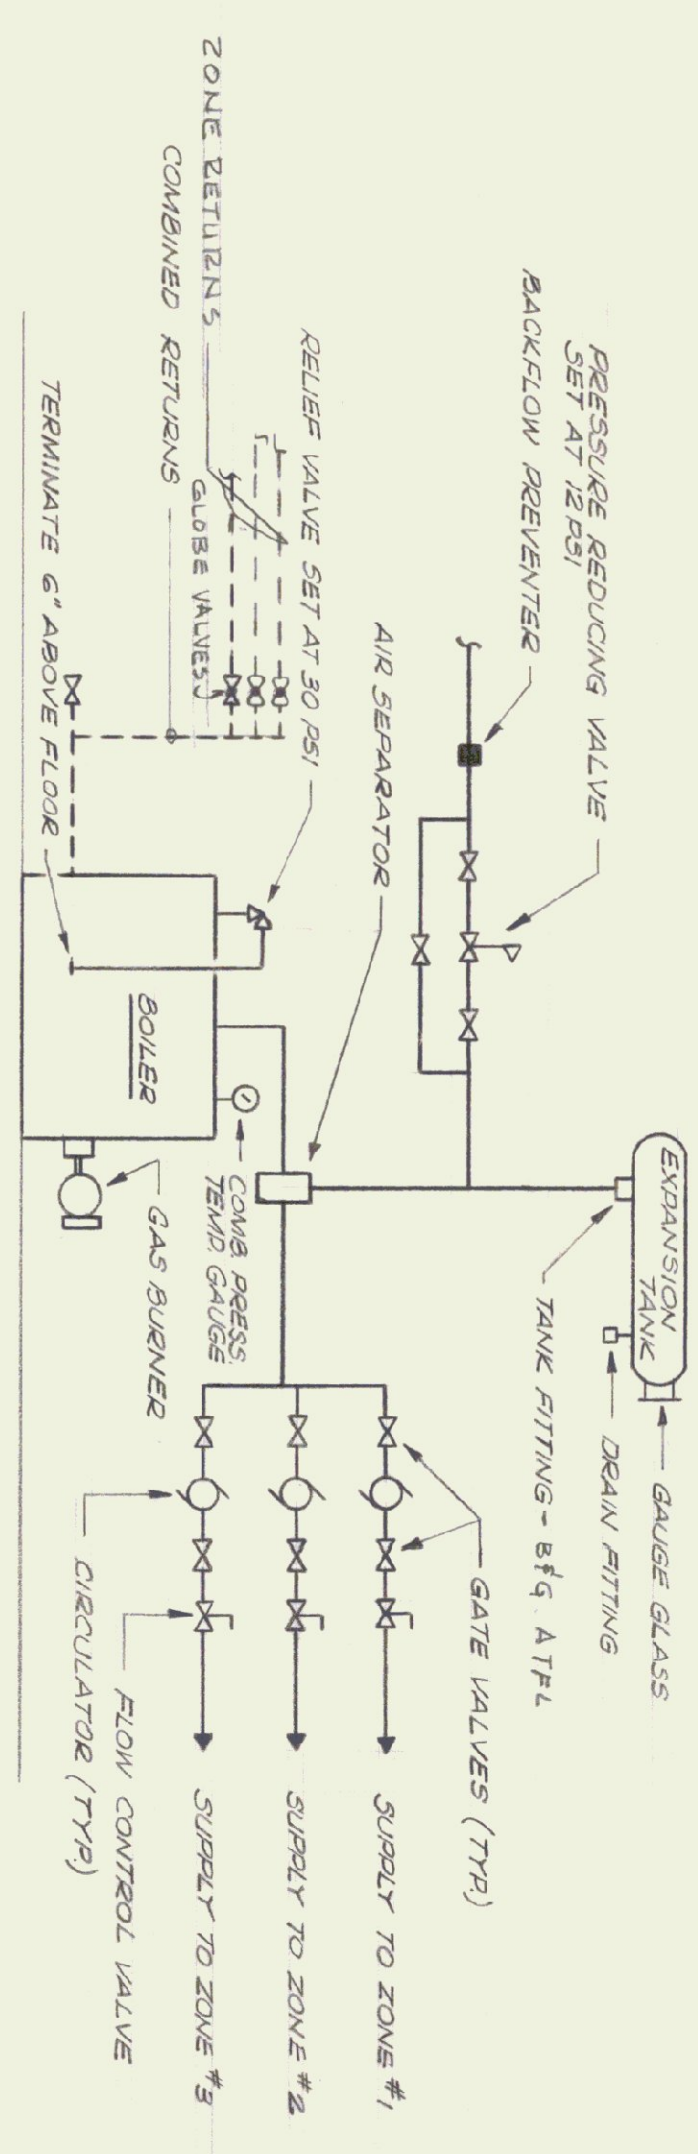 EXPANSION
TANK
GAUGE GLASS
DRAIN FITTING
TANK FITTING - B&G. ATFL
PRESSURE REDUCING VALVE
SET AT 12 PSI
BACKFLOW PREVENTER
GATE VALVES (TYP.)
AIR SEPARATOR
SUPPLY TO ZONE #1
RELIEF VALVE SET AT 30 PSI
SUPPLY TO ZONE #2
ZONE RETURNS
GLOBE VALVES
COMB. PRESS.
TEMP. GAUGE
SUPPLY TO ZONE #3
COMBINED RETURNS
BOILER
GAS BURNER
FLOW CONTROL VALVE
CIRCULATOR (TYP.)
TERMINATE 6" ABOVE FLOOR